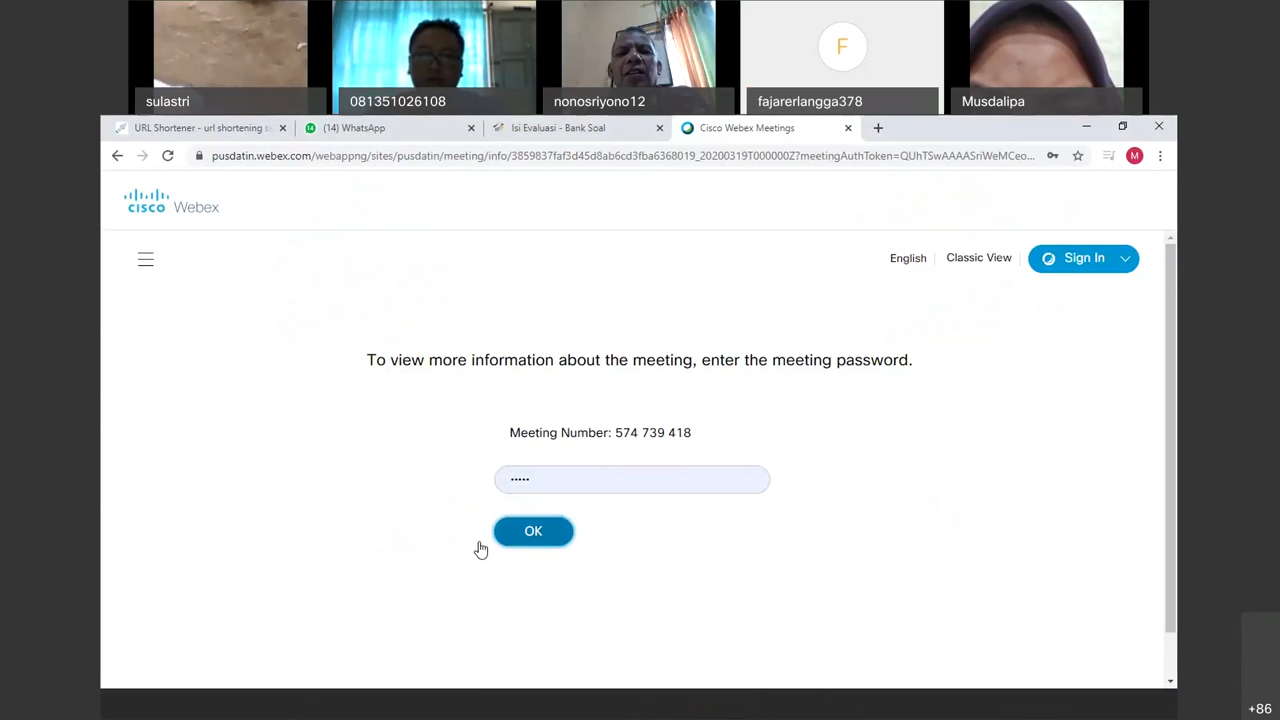 sulastri
081351026108
nonosriyono12
F
fajarerlangga378
Musdalipa
URL Shortener - url shortening se
(14) WhatsApp
Isi Evaluasi - Bank Soal
Cisco Webex Meetings
pusdatin.webex.com/webappng/sites/pusdatin/meeting/info/3859837faf3d45d8ab6cd3fba6368019_20200319T000000Z?meetingAuthToken=QUhTSwAAAASriWeMCeo...
M
CISCO Webex
English
Classic View
Sign In
To view more information about the meeting, enter the meeting password.
Meeting Number: 574 739 418
•••••
OK
+86